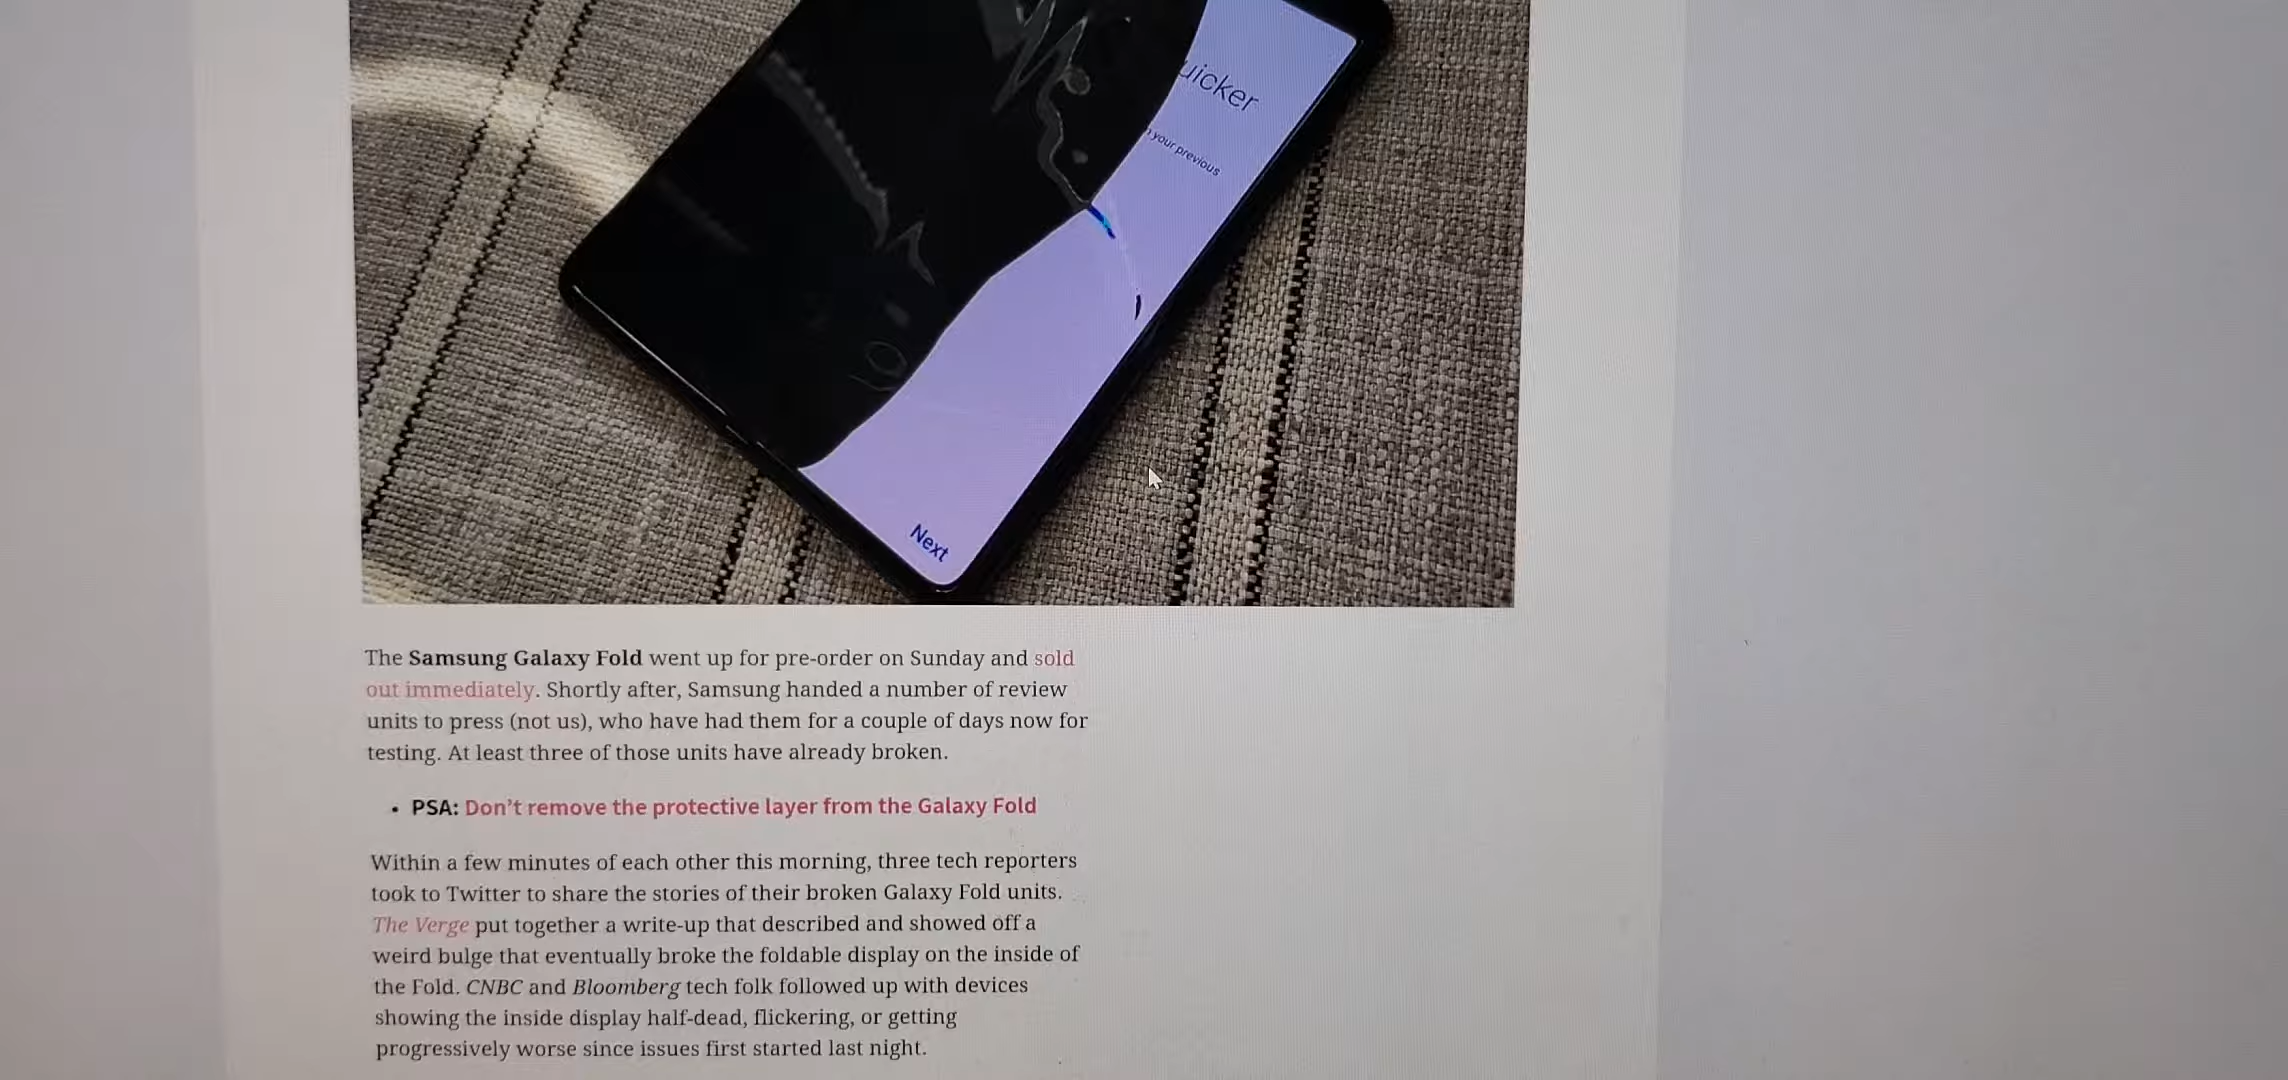 uicker
your previous
Next
The Samsung Galaxy Fold went up for pre-order on Sunday and sold
out immediately. Shortly after, Samsung handed a number of review
units to press (not us), who have had them for a couple of days now for
testing. At least three of those units have already broken.
• PSA: Don’t remove the protective layer from the Galaxy Fold
Within a few minutes of each other this morning, three tech reporters
took to Twitter to share the stories of their broken Galaxy Fold units.
The Verge put together a write-up that described and showed off a
weird bulge that eventually broke the foldable display on the inside of
the Fold. CNBC and Bloomberg tech folk followed up with devices
showing the inside display half-dead, flickering, or getting
progressively worse since issues first started last night.